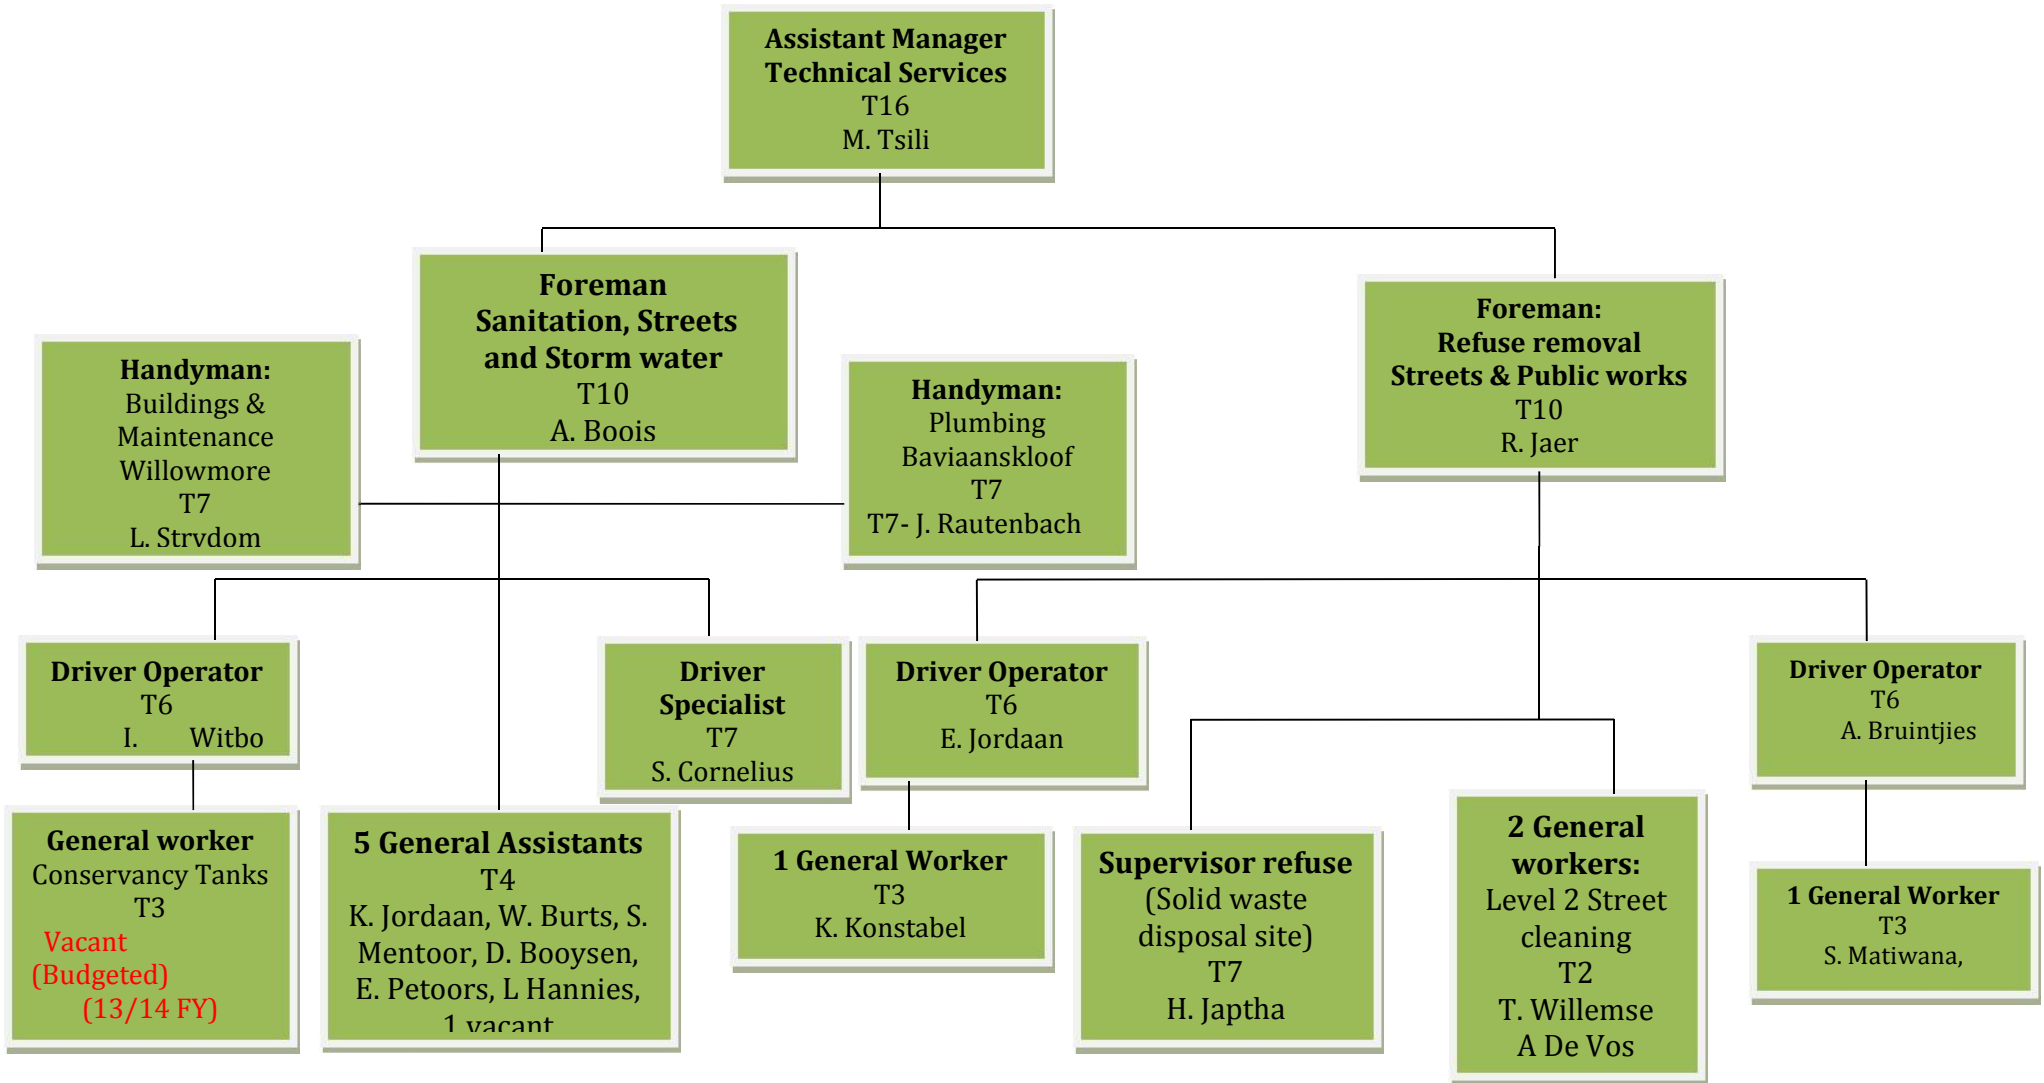 Assistant Manager
Technical Services
T16
M. Tsili
Foreman
Sanitation, Streets
and Storm water
T10
A. Boois
Foreman:
Refuse removal
Streets & Public works
T10
R. Jaer
Handyman:
Buildings &
Maintenance
Willowmore
T7
L. Strydom
Handyman:
Plumbing
Baviaanskloof
T7
T7- J. Rautenbach
Driver Operator
T6
I. Witbo
Driver
Specialist
T7
S. Cornelius
Driver Operator
T6
E. Jordaan
Driver Operator
T6
A. Bruintjies
General worker
Conservancy Tanks
T3
Vacant
(Budgeted)
(13/14 FY)
5 General Assistants
T4
K. Jordaan, W. Burts, S.
Mentoor, D. Booysen,
E. Petoors, L Hannies,
1 vacant
1 General Worker
T3
K. Konstabel
Supervisor refuse
(Solid waste
disposal site)
T7
H. Japtha
2 General
workers:
Level 2 Street
cleaning
T2
T. Willemse
A De Vos
1 General Worker
T3
S. Matiwana,